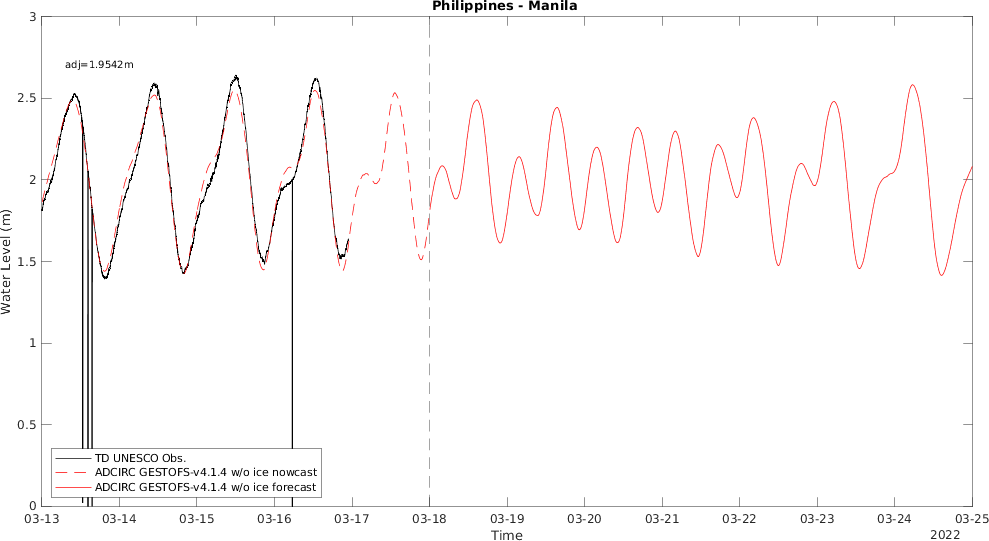 Philippines - Manila
adj=1.9542m
3
2.5
2
1.5
1
0.5
0
Water Level (m)
TD UNESCO Obs.
ADCIRC GESTOFS-v4.1.4 w/o ice nowcast
ADCIRC GESTOFS-v4.1.4 w/o ice forecast
03-13 03-14 03-15 03-16 03-17 03-18 03-19 03-20 03-21 03-22 03-23 03-24 03-25
Time
2022